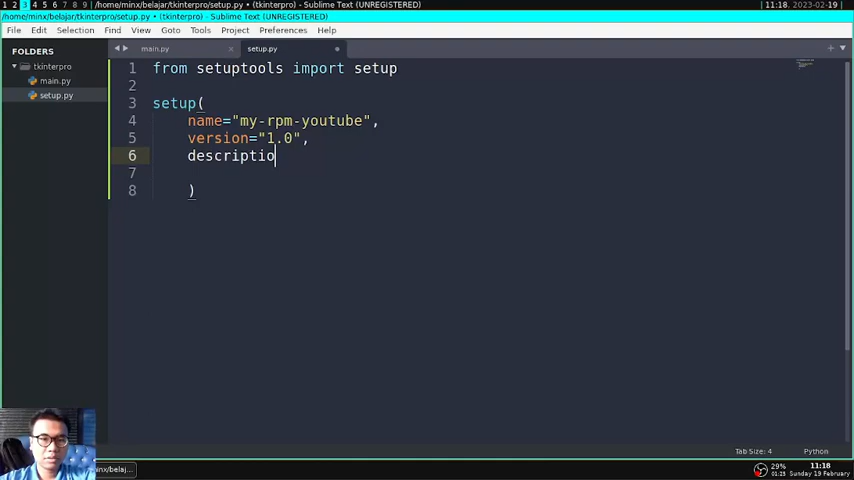 1 2 3 4 5 6 7 8 9 | /home/minx/belajar/tkinterpro/setup.py • (tkinterpro) - Sublime Text (UNREGISTERED) | 11:18. 2023-02-19 |
/home/minx/belajar/tkinterpro/setup.py • (tkinterpro) - Sublime Text (UNREGISTERED)
File Edit Selection Find View Goto Tools Project Preferences Help
FOLDERS
tkinterpro
main.py
setup.py
main.py × setup.py
1 from setuptools import setup
2
3 setup(
4 name="my-rpm-youtube",
5 version="1.0",
6 descriptio
7
8 )
Tab Size: 4 Python
minx/belaj...
29%
01:25
11:18
Sunday 19 February